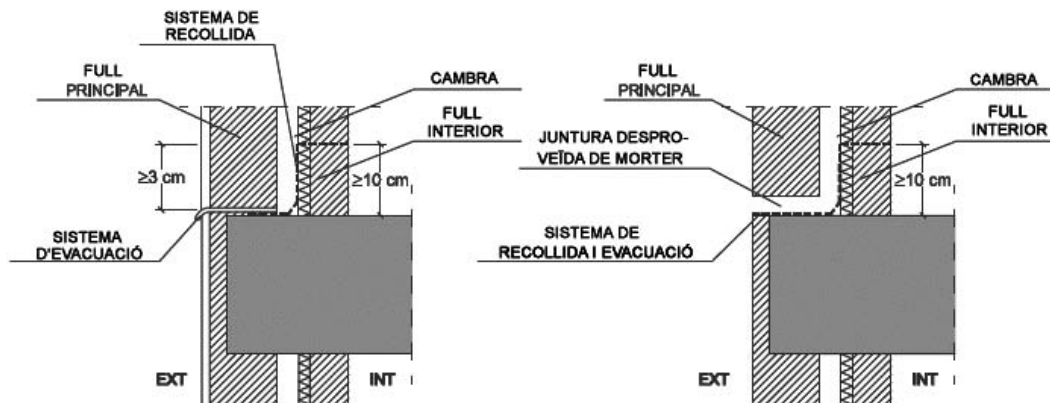 SISTEMA DE
RECOLLIDA
FULL
PRINCIPAL
CAMBRA
FULL
INTERIOR
≥3 cm
≥10 cm
SISTEMA
D'EVACUACIÓ
EXT
INT
FULL
PRINCIPAL
CAMBRA
FULL
INTERIOR
JUNTURA DESPRO-
VEÏDA DE MORTER
≥10 cm
SISTEMA DE
RECOLLIDA I EVACUACIÓ
EXT
INT